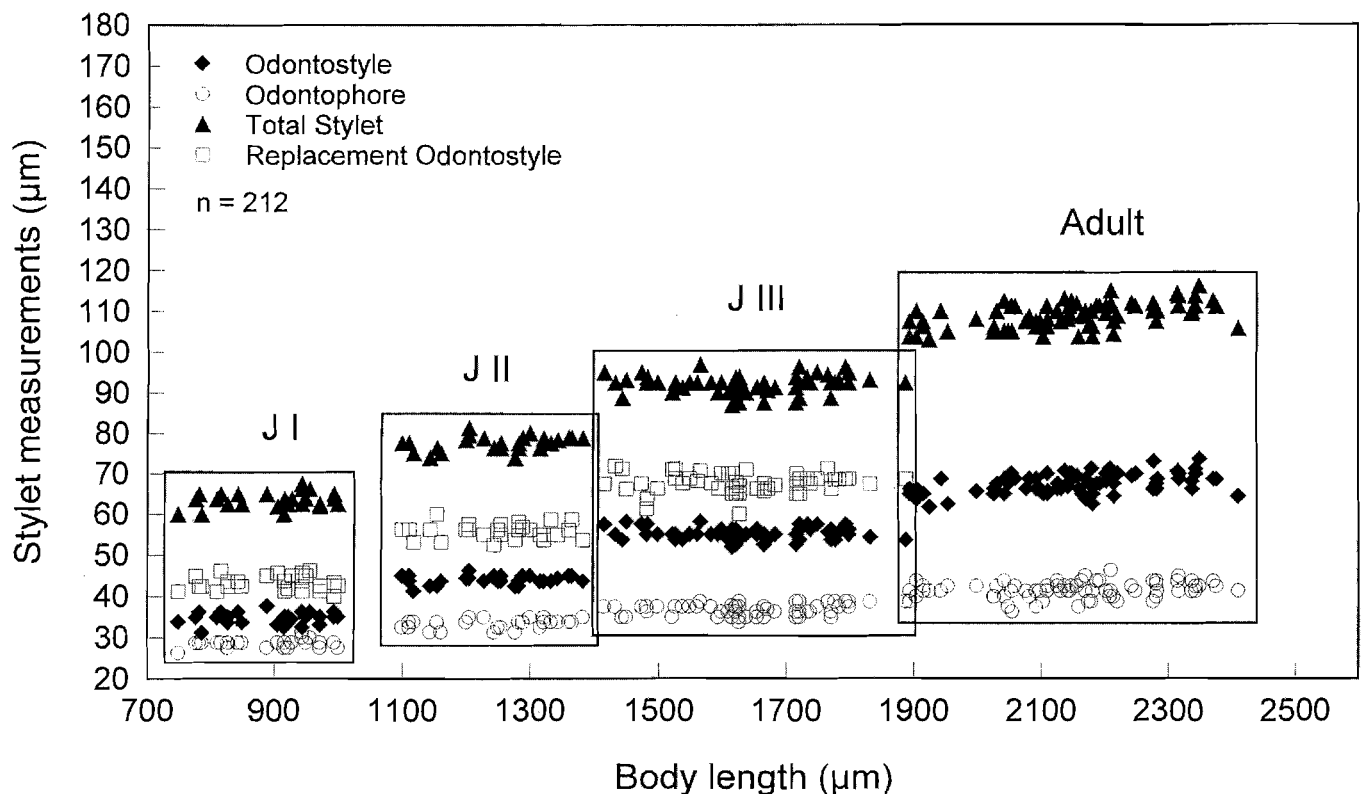 180
170
160
150
140
130
120
110
100
90
80
70
60
50
40
30
20
Stylet measurements (µm)
Odontostyle
Odontophore
Total Stylet
Replacement Odontostyle
n = 212
J I
J II
J III
Adult
700 900 1100 1300 1500 1700 1900 2100 2300 2500
Body length (µm)